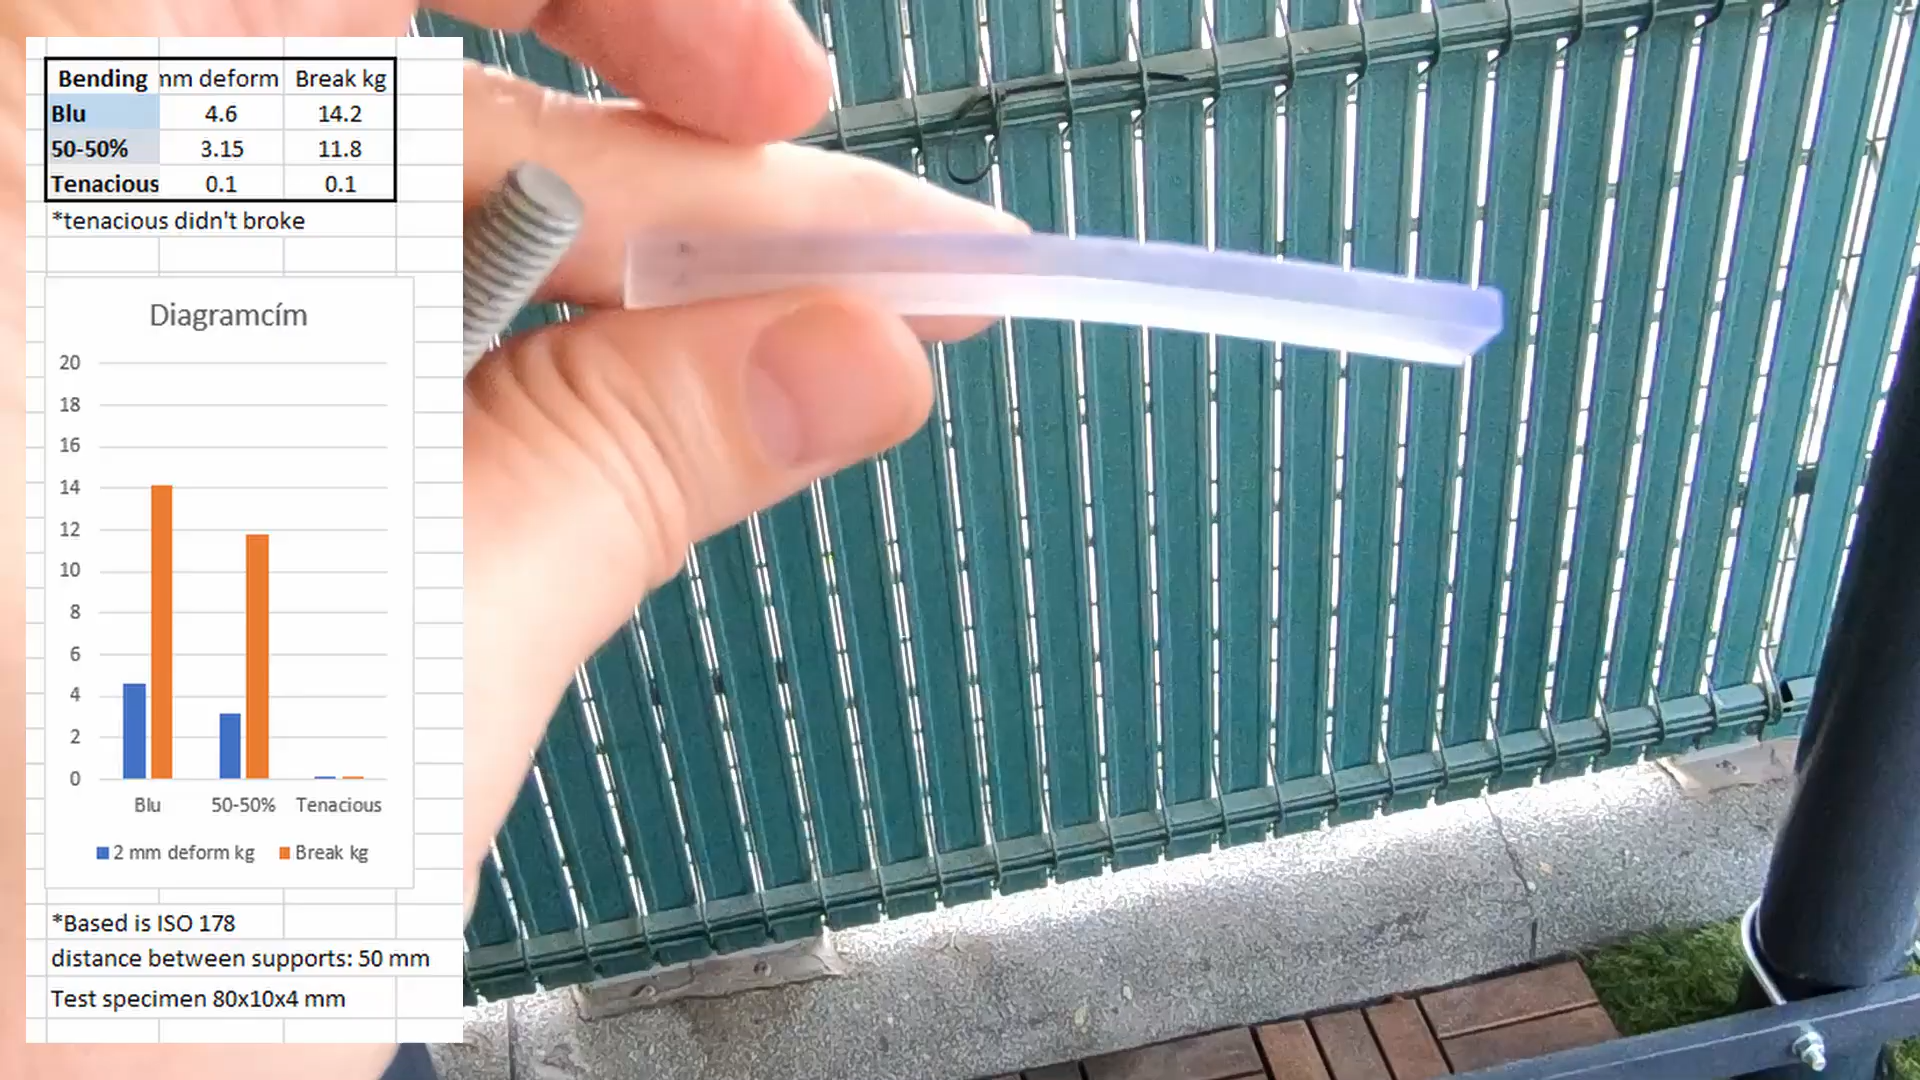 Bending mm deform Break kg
Blu 4.6 14.2
50-50% 3.15 11.8
Tenacious 0.1 0.1
*tenacious didn't broke
Diagramcím
20
18
16
14
12
10
8
6
4
2
0
Blu 50-50% Tenacious
2 mm deform kg Break kg
*Based is ISO 178
distance between supports: 50 mm
Test specimen 80x10x4 mm